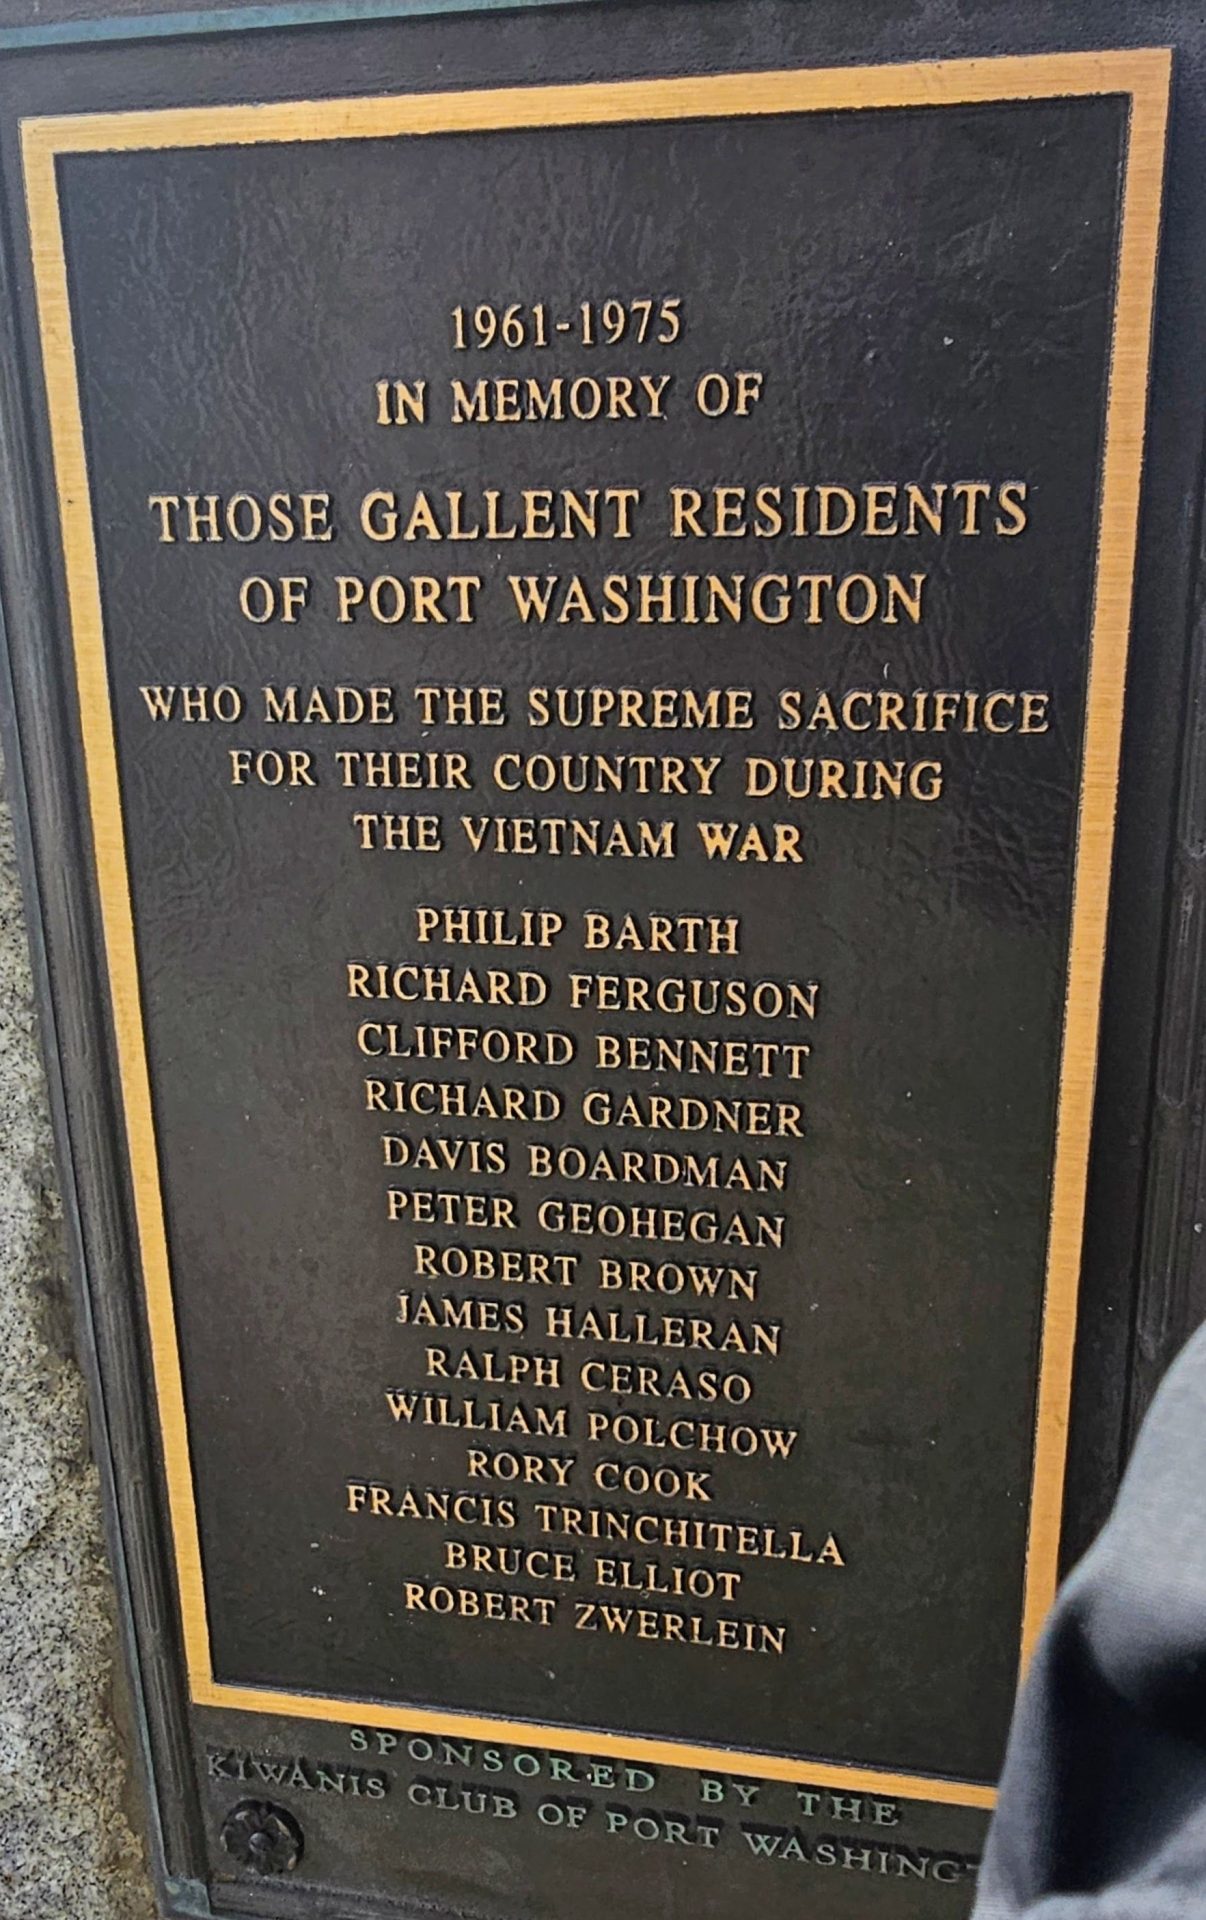 1961-1975
IN MEMORY OF
THOSE GALLENT RESIDENTS
OF PORT WASHINGTON
WHO MADE THE SUPREME SACRIFICE
FOR THEIR COUNTRY DURING
THE VIETNAM WAR
PHILIP BARTH
RICHARD FERGUSON
CLIFFORD BENNETT
RICHARD GARDNER
DAVIS BOARDMAN
PETER GEOHEGAN
ROBERT BROWN
JAMES HALLERAN
RALPH CERASO
WILLIAM POLCHOW
RORY COOK
FRANCIS TRINCHITELLA
BRUCE ELLIOT
ROBERT ZWERLEIN
SPONSORED BY THE
KIWANIS CLUB OF PORT WASHING